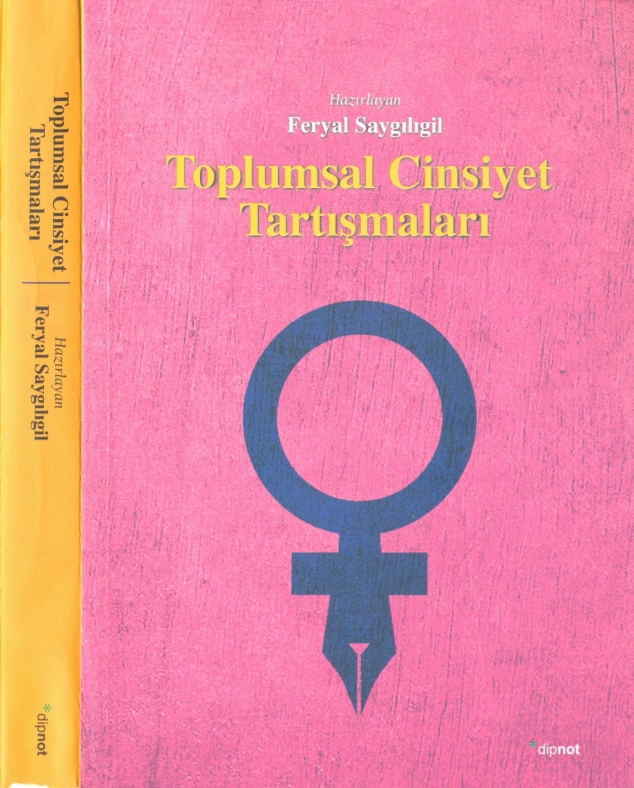 Toplumsal Cinsiyet
Tartışmaları
Hazırlayan
Feryal Saygılıgil
*dipnot
Hazırlayan
Feryal Saygılıgil
Toplumsal Cinsiyet
Tartışmaları
*dipnot